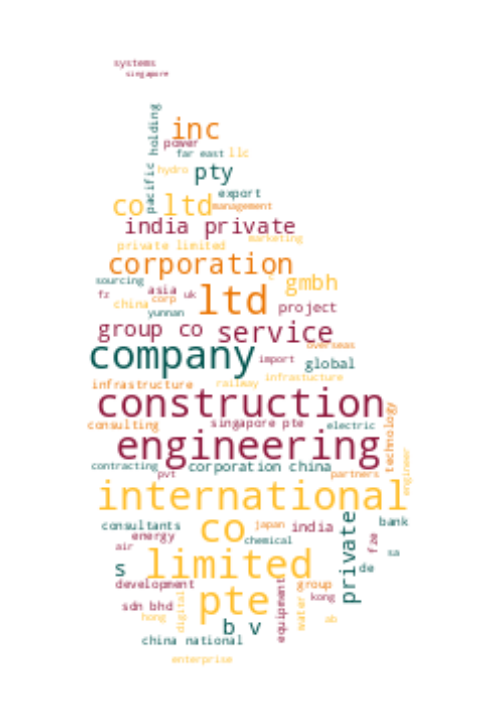 systems
singapore
pacific holding
inc
power
far east llc
hydro pty
export
co ltd management
india private
marketing
private limited
corporation
sourcing c gmbh
fz asia uk
china corp ltd project
yunnan
group co service
overseas
company import global
infrastucture
infrastructure railway
construction
technology
consulting singapore pte electric
engineering
engineer
contracting corporation china
pvt partners
international
consultants co japan india private bank
energy chemical fze
air sa
s limited de
development equipment group
pte kong
sdn bhd digital water
hong ab
b v
china national
enterprise